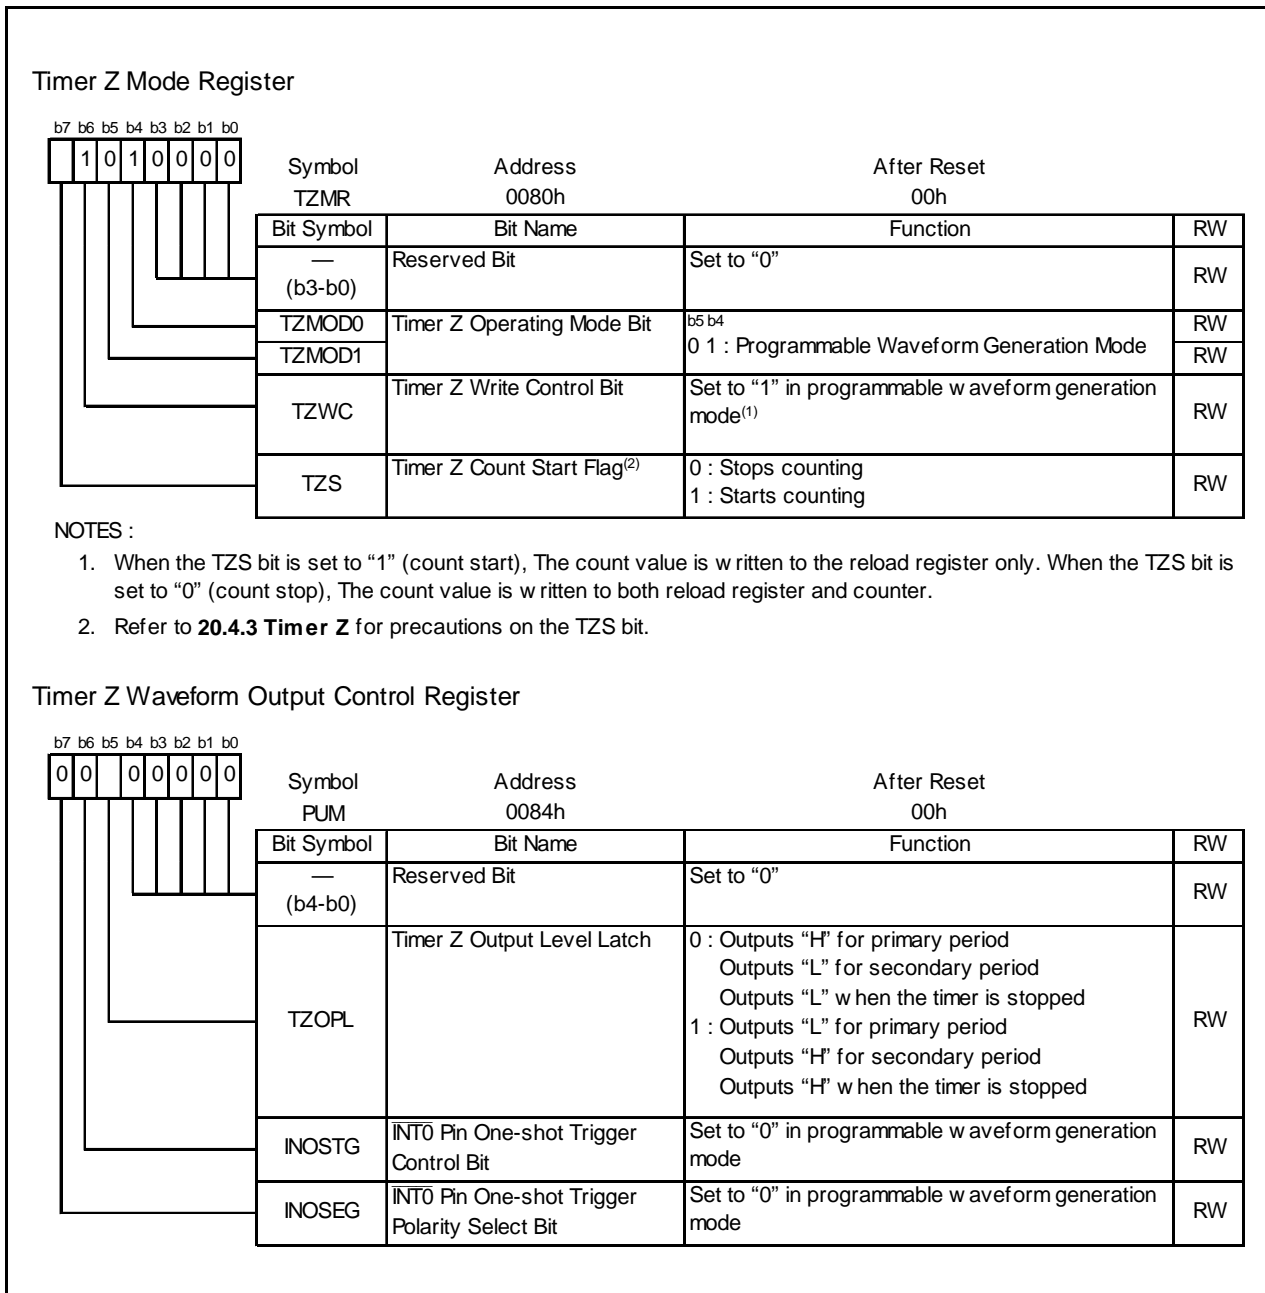 Timer Z Mode Register
b7 b6 b5 b4 b3 b2 b1 b0
1 0 1 0 0 0 0
Symbol Address After Reset
TZMR 0080h 00h
Bit Symbol Bit Name Function RW
— Reserved Bit Set to “0” RW
(b3-b0)
TZMOD0 Timer Z Operating Mode Bit b5 b4 RW
0 1 : Programmable Waveform Generation Mode
TZMOD1 RW
TZWC Timer Z Write Control Bit Set to “1” in programmable waveform generation RW
mode(1)
TZS Timer Z Count Start Flag(2) 0 : Stops counting RW
1 : Starts counting
NOTES :
1. When the TZS bit is set to “1” (count start), The count value is written to the reload register only. When the TZS bit is
set to “0” (count stop), The count value is written to both reload register and counter.
2. Refer to 20.4.3 Timer Z for precautions on the TZS bit.
Timer Z Waveform Output Control Register
b7 b6 b5 b4 b3 b2 b1 b0
0 0 0 0 0 0 0
Symbol Address After Reset
PUM 0084h 00h
Bit Symbol Bit Name Function RW
— Reserved Bit Set to “0” RW
(b4-b0)
TZOPL Timer Z Output Level Latch 0 : Outputs “H” for primary period RW
Outputs “L” for secondary period
Outputs “L” when the timer is stopped
1 : Outputs “L” for primary period
Outputs “H” for secondary period
Outputs “H” when the timer is stopped
INOSTG INT0 Pin One-shot Trigger Set to “0” in programmable waveform generation RW
Control Bit mode
INOSEG INT0 Pin One-shot Trigger Set to “0” in programmable waveform generation RW
Polarity Select Bit mode